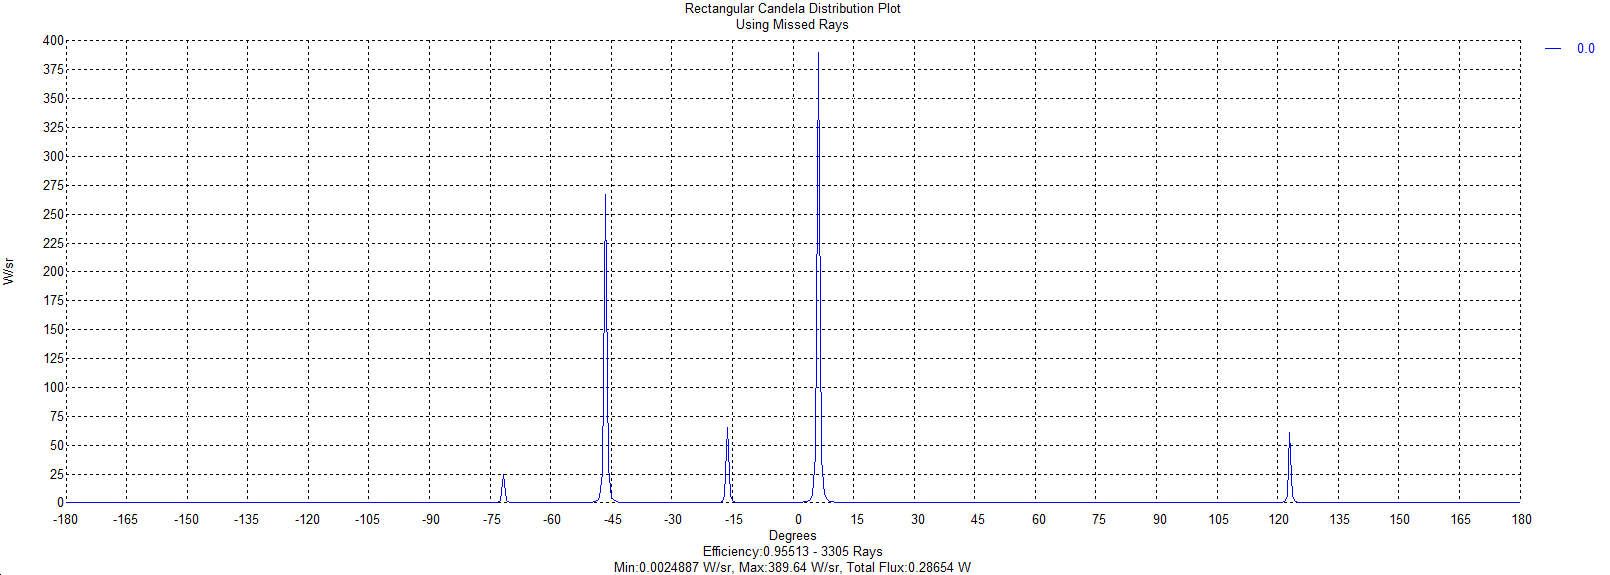 Rectangular Candela Distribution Plot
Using Missed Rays
0.0
400
375
350
325
300
275
250
225
200
175
150
125
100
75
50
25
0
W/sr
-180 -165 -150 -135 -120 -105 -90 -75 -60 -45 -30 -15 0 15 30 45 60 75 90 105 120 135 150 165 180
Degrees
Efficiency:0.95513 - 3305 Rays
Min:0.0024887 W/sr, Max:389.64 W/sr, Total Flux:0.28654 W